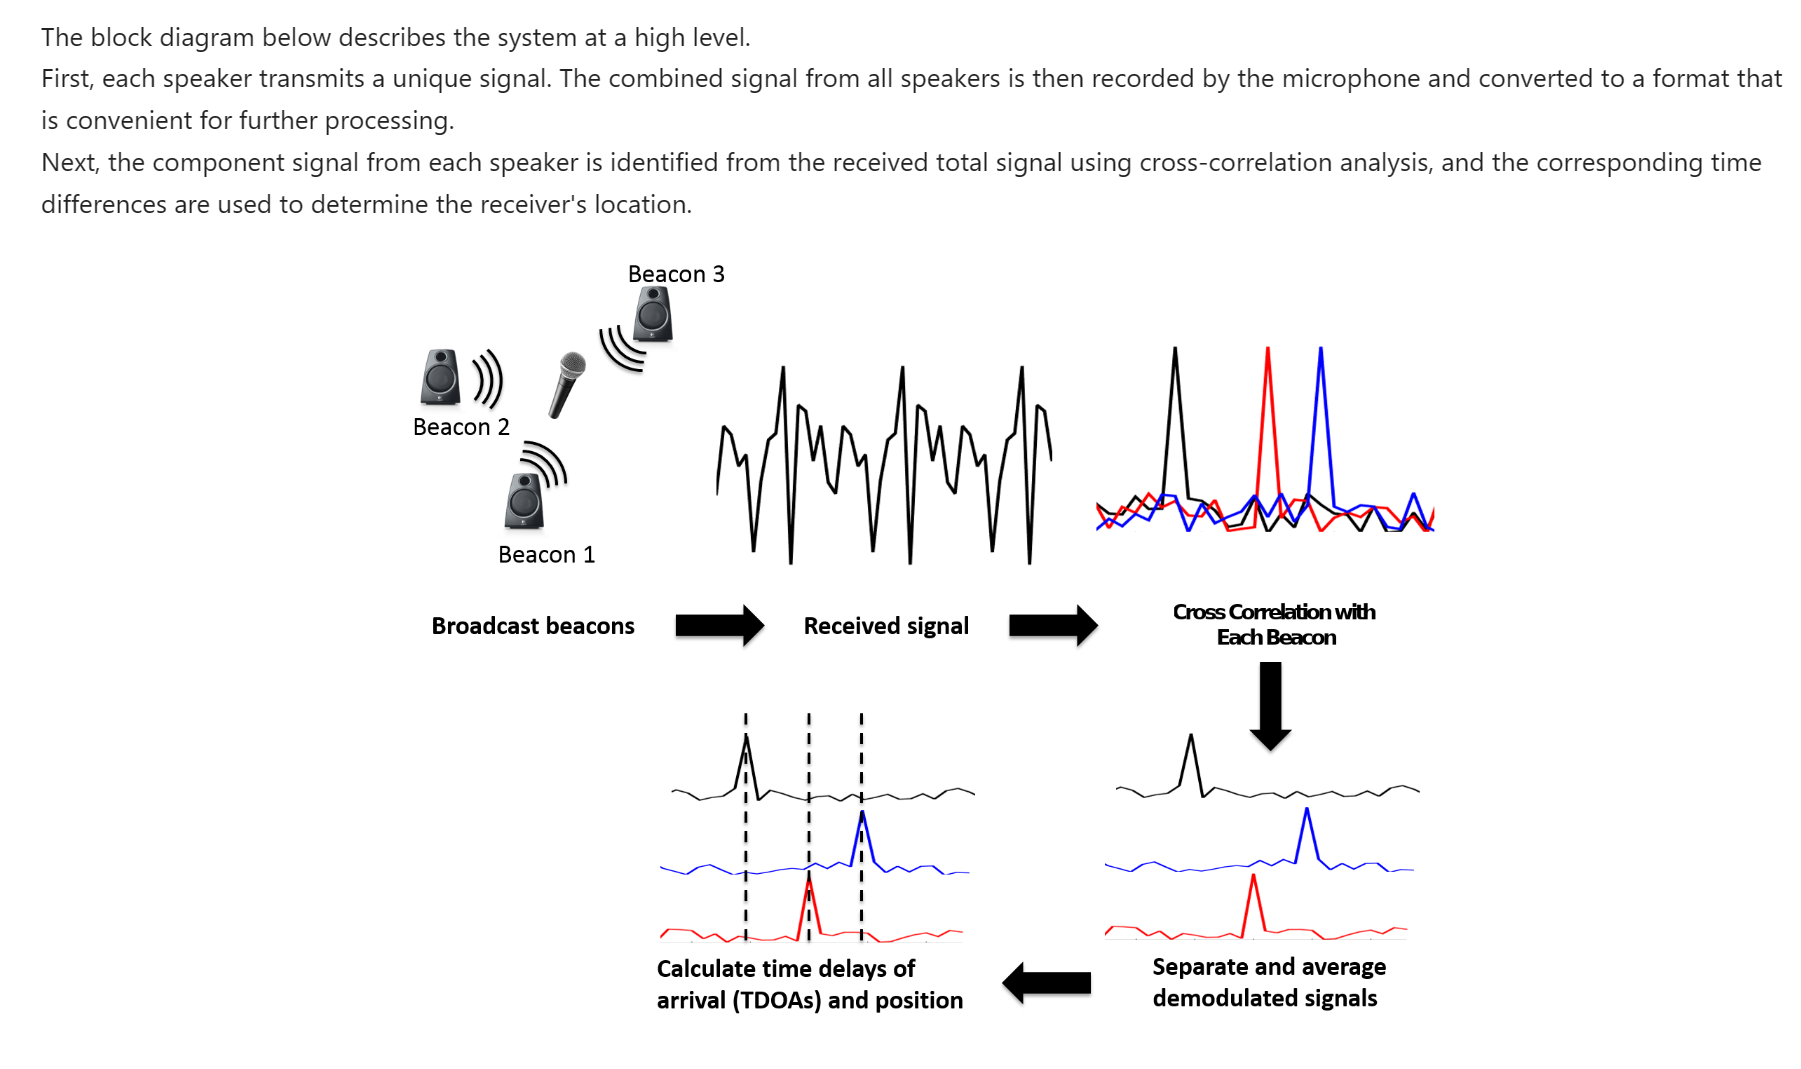 The block diagram below describes the system at a high level.
First, each speaker transmits a unique signal. The combined signal from all speakers is then recorded by the microphone and converted to a format that
is convenient for further processing.
Next, the component signal from each speaker is identified from the received total signal using cross-correlation analysis, and the corresponding time
differences are used to determine the receiver's location.
Beacon 3
Beacon 2
Beacon 1
Broadcast beacons
Received signal
Cross Correlation with
Each Beacon
Calculate time delays of
arrival (TDOAs) and position
Separate and average
demodulated signals